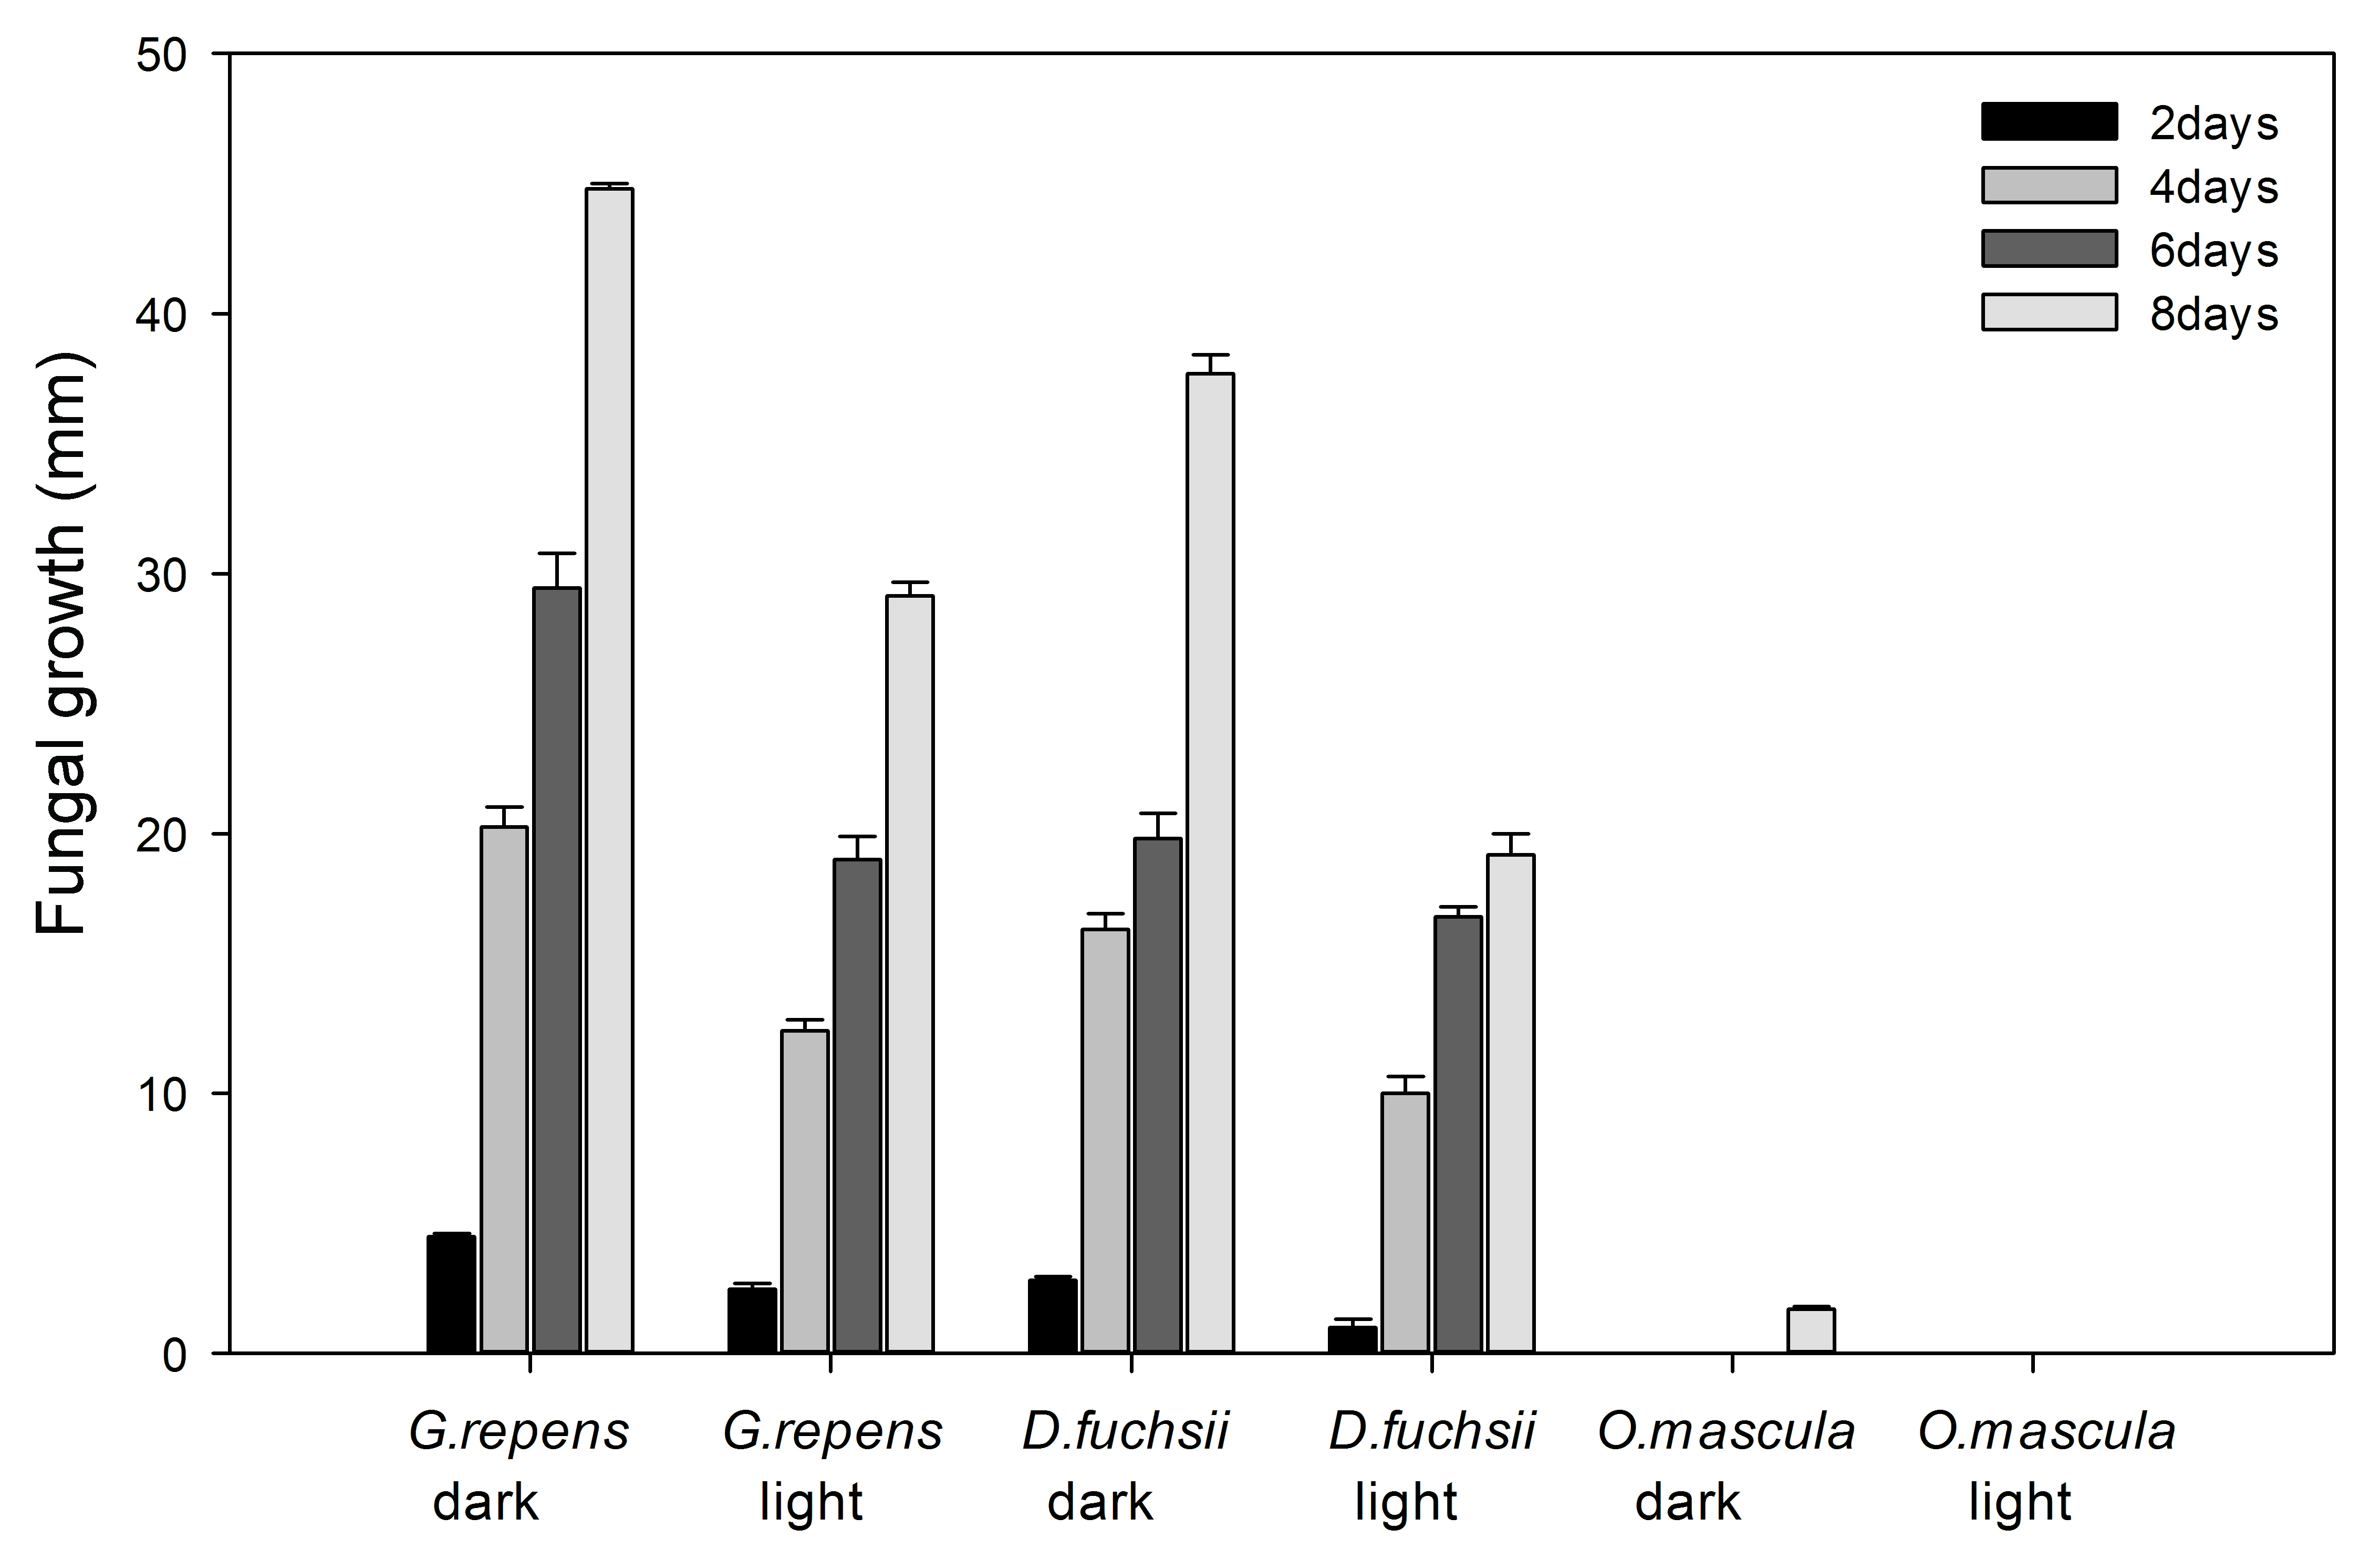 Fungal growth (mm)
50
40
30
20
10
0
2days
4days
6days
8days
G.repens
dark
G.repens
light
D.fuchsii
dark
D.fuchsii
light
O.mascula
dark
O.mascula
light